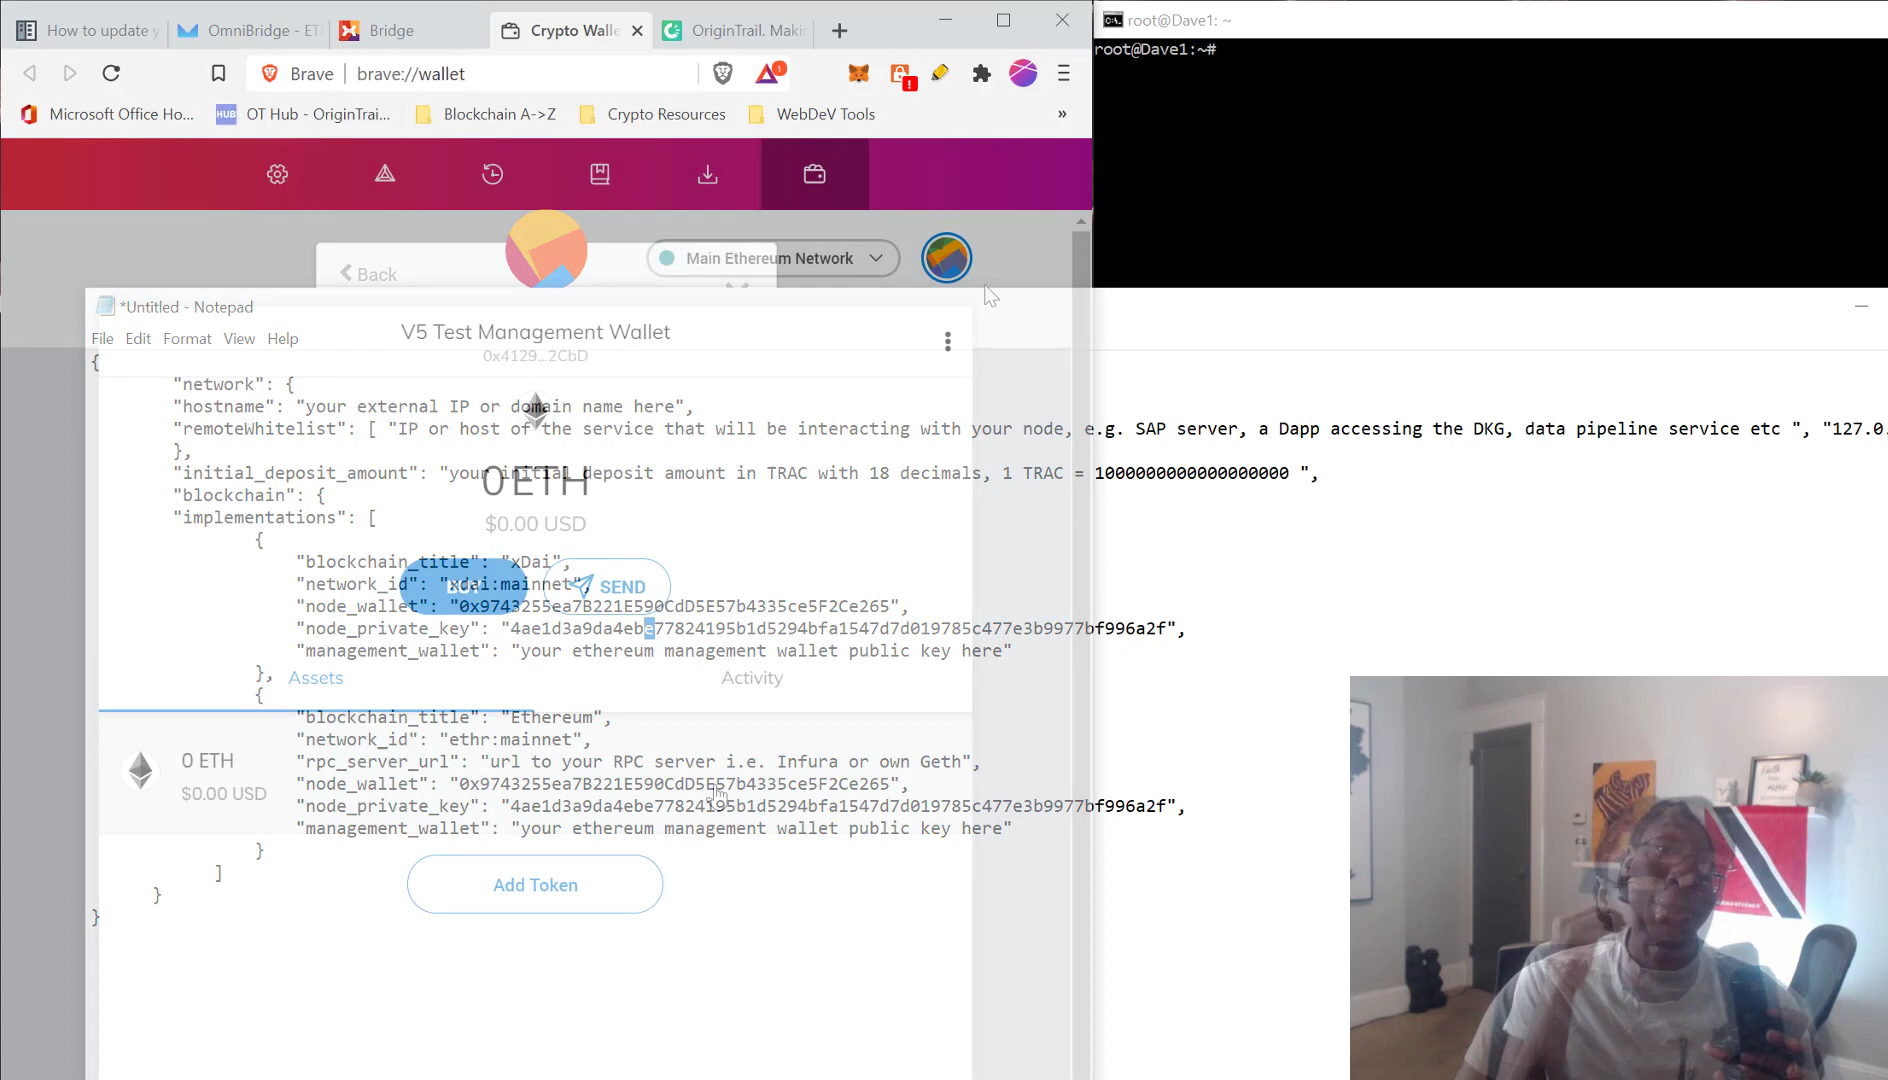 How to update y
OmniBridge - ET
Bridge
Crypto Walle
OriginTrail. Maki
root@Dave1: ~
root@Dave1:~#
Brave
brave://wallet
1
Microsoft Office Ho...
HUB
OT Hub - OriginTrai...
Blockchain A->Z
Crypto Resources
WebDeV Tools
»
Back
Main Ethereum Network
*Untitled - Notepad
File Edit Format View Help
V5 Test Management Wallet
0x4129...2CbD
{
"network": {
"hostname": "your external IP or domain name here",
"remoteWhitelist": [ "IP or host of the service that will be interacting with your node, e.g. SAP server, a Dapp accessing the DKG, data pipeline service etc ", "127.0.
},
"initial_deposit_amount": "your initial deposit amount in TRAC with 18 decimals, 1 TRAC = 1000000000000000000 ",
0 ETH
"blockchain": {
"implementations": [
$0.00 USD
{
"blockchain_title": "xDai",
"network_id": "xdai:mainnet",
BUY
SEND
"node_wallet": "0x9743255ea7B221E590CdD5E57b4335ce5F2Ce265",
"node_private_key": "4ae1d3a9da4ebe77824195b1d5294bfa1547d7d019785c477e3b9977bf996a2f",
"management_wallet": "your ethereum management wallet public key here"
},
Assets
Activity
{
"blockchain_title": "Ethereum",
"network_id": "ethr:mainnet",
0 ETH
$0.00 USD
"rpc_server_url": "url to your RPC server i.e. Infura or own Geth",
"node_wallet": "0x9743255ea7B221E590CdD5E57b4335ce5F2Ce265",
"node_private_key": "4ae1d3a9da4ebe77824195b1d5294bfa1547d7d019785c477e3b9977bf996a2f",
"management_wallet": "your ethereum management wallet public key here"
}
]
}
}
Add Token